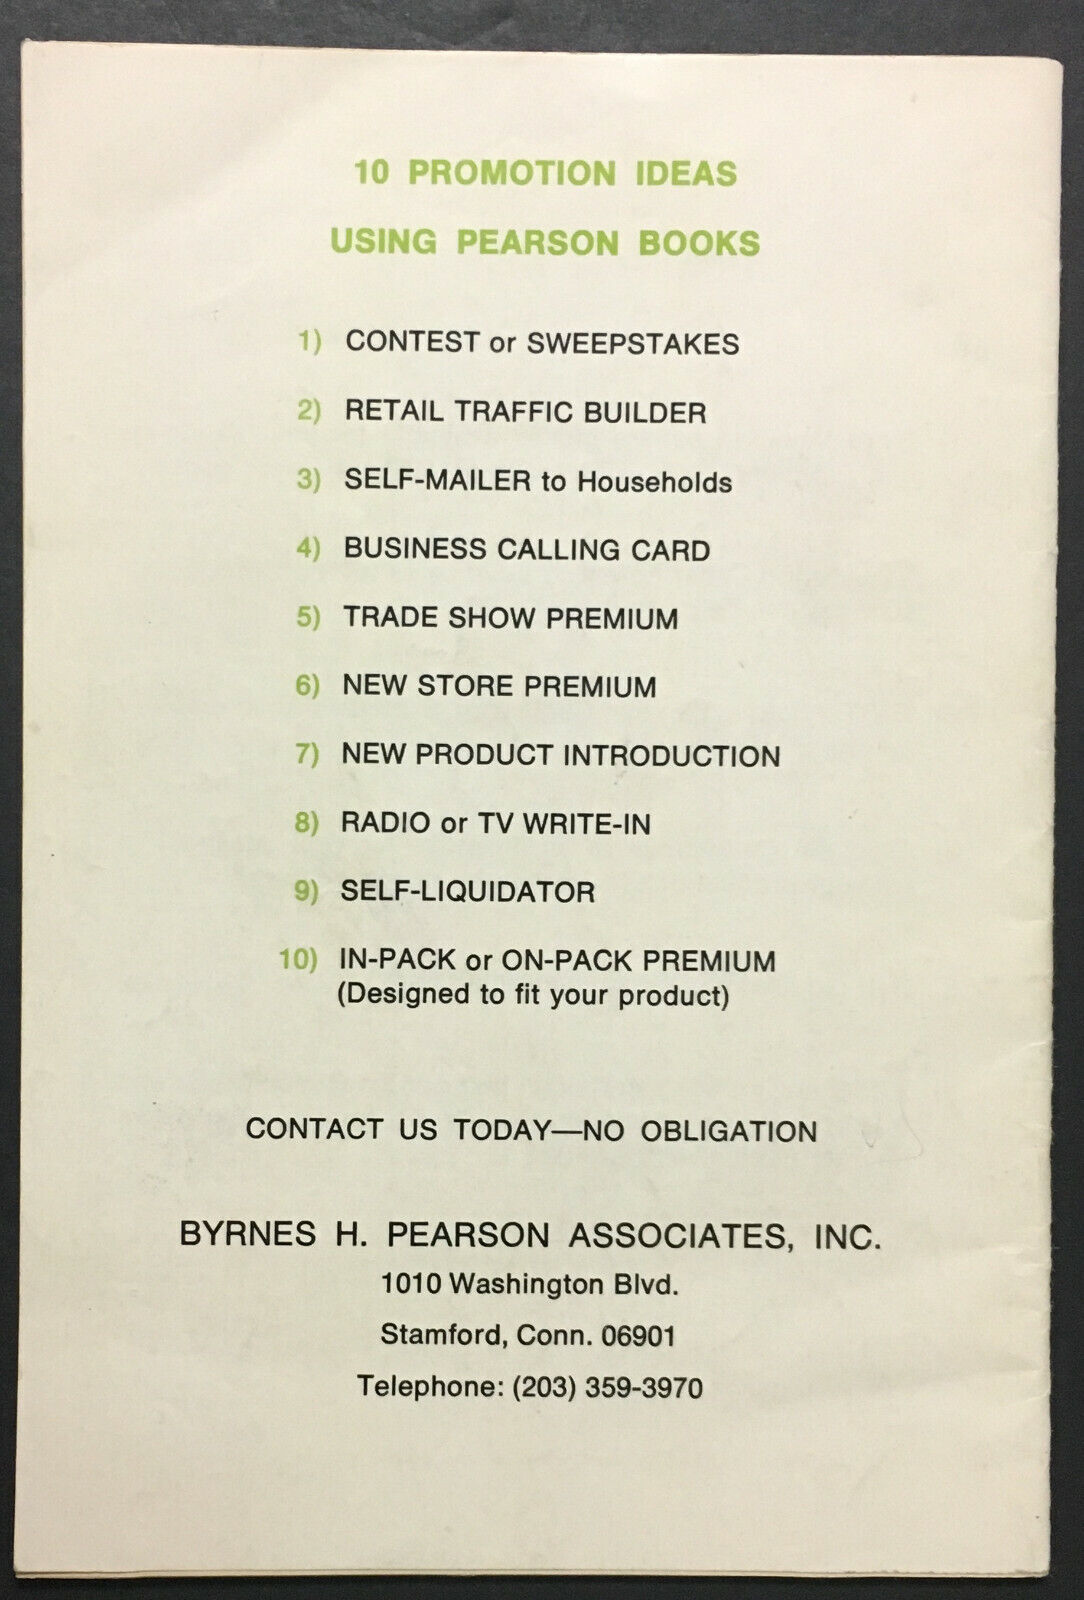 10 PROMOTION IDEAS
USING PEARSON BOOKS
1) CONTEST or SWEEPSTAKES
2) RETAIL TRAFFIC BUILDER
3) SELF-MAILER to Households
4) BUSINESS CALLING CARD
5) TRADE SHOW PREMIUM
6) NEW STORE PREMIUM
7) NEW PRODUCT INTRODUCTION
8) RADIO or TV WRITE-IN
9) SELF-LIQUIDATOR
10) IN-PACK or ON-PACK PREMIUM
(Designed to fit your product)
CONTACT US TODAY—NO OBLIGATION
BYRNES H. PEARSON ASSOCIATES, INC.
1010 Washington Blvd.
Stamford, Conn. 06901
Telephone: (203) 359-3970